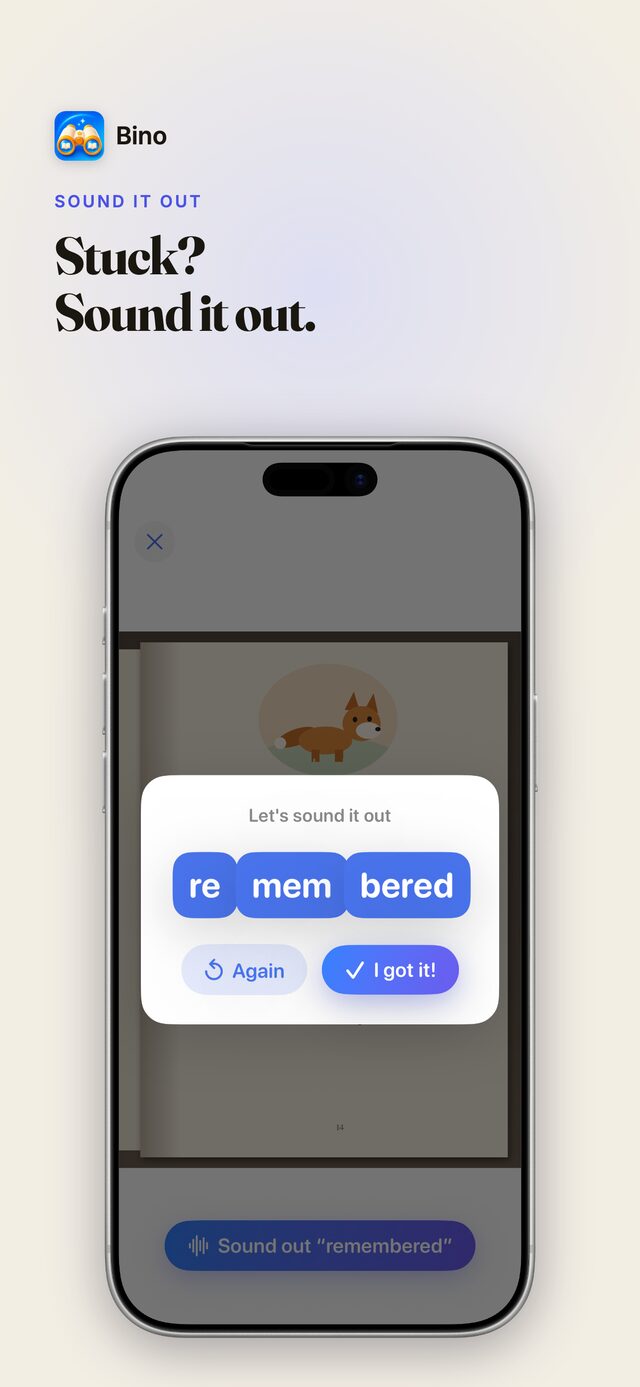 Bino
SOUND IT OUT
Stuck?
Sound it out.
Let's sound it out
re mem bered
Again I got it!
14
Sound out “remembered”